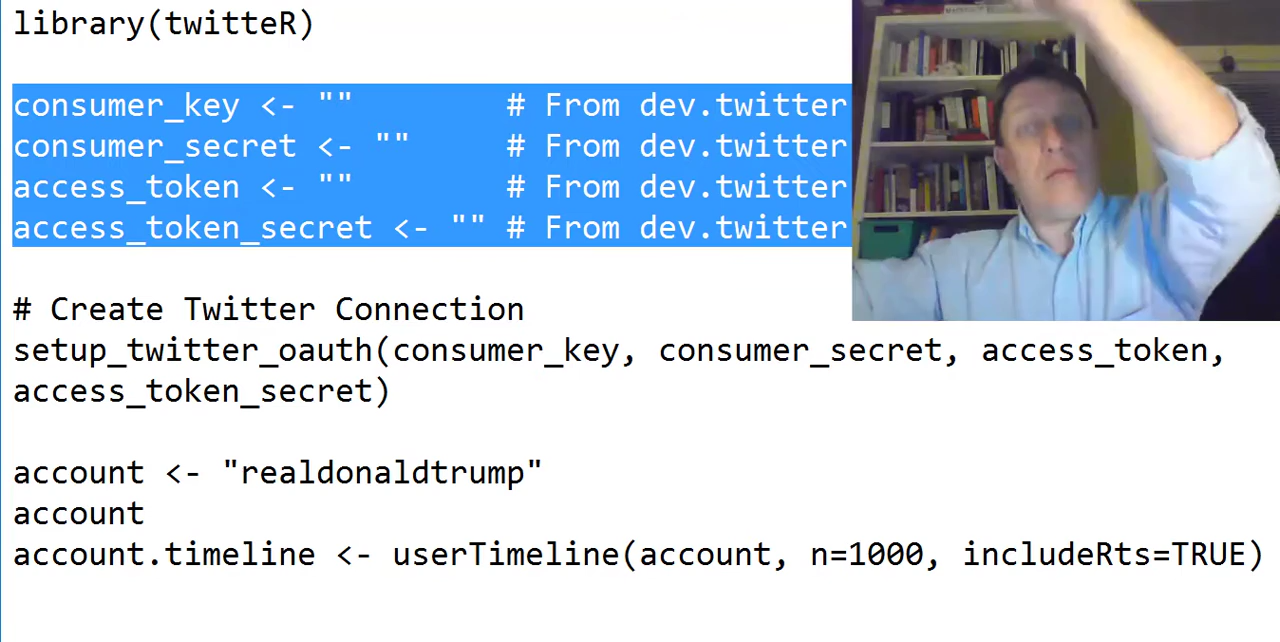 library(twitteR)
consumer_key <- "" # From dev.twitter
consumer_secret <- "" # From dev.twitter
access_token <- "" # From dev.twitter
access_token_secret <- "" # From dev.twitter
# Create Twitter Connection
setup_twitter_oauth(consumer_key, consumer_secret, access_token,
access_token_secret)
account <- "realdonaldtrump"
account
account.timeline <- userTimeline(account, n=1000, includeRts=TRUE)